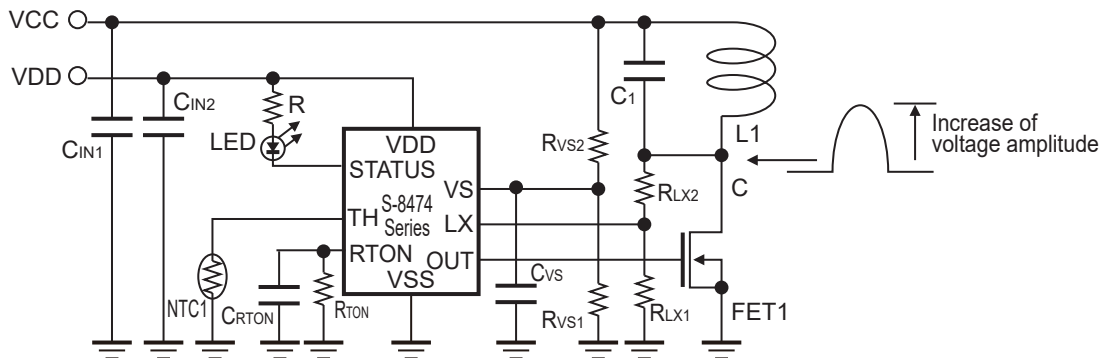 VCC
VDD
CIN1
CIN2
R
LED
VDD
STATUS
S-8474
Series
TH
RTON
VSS
VS
LX
OUT
NTC1
CRTON
RTON
CVS
RVS2
RVS1
C1
RLX2
RLX1
L1
C
FET1
Increase of
voltage amplitude